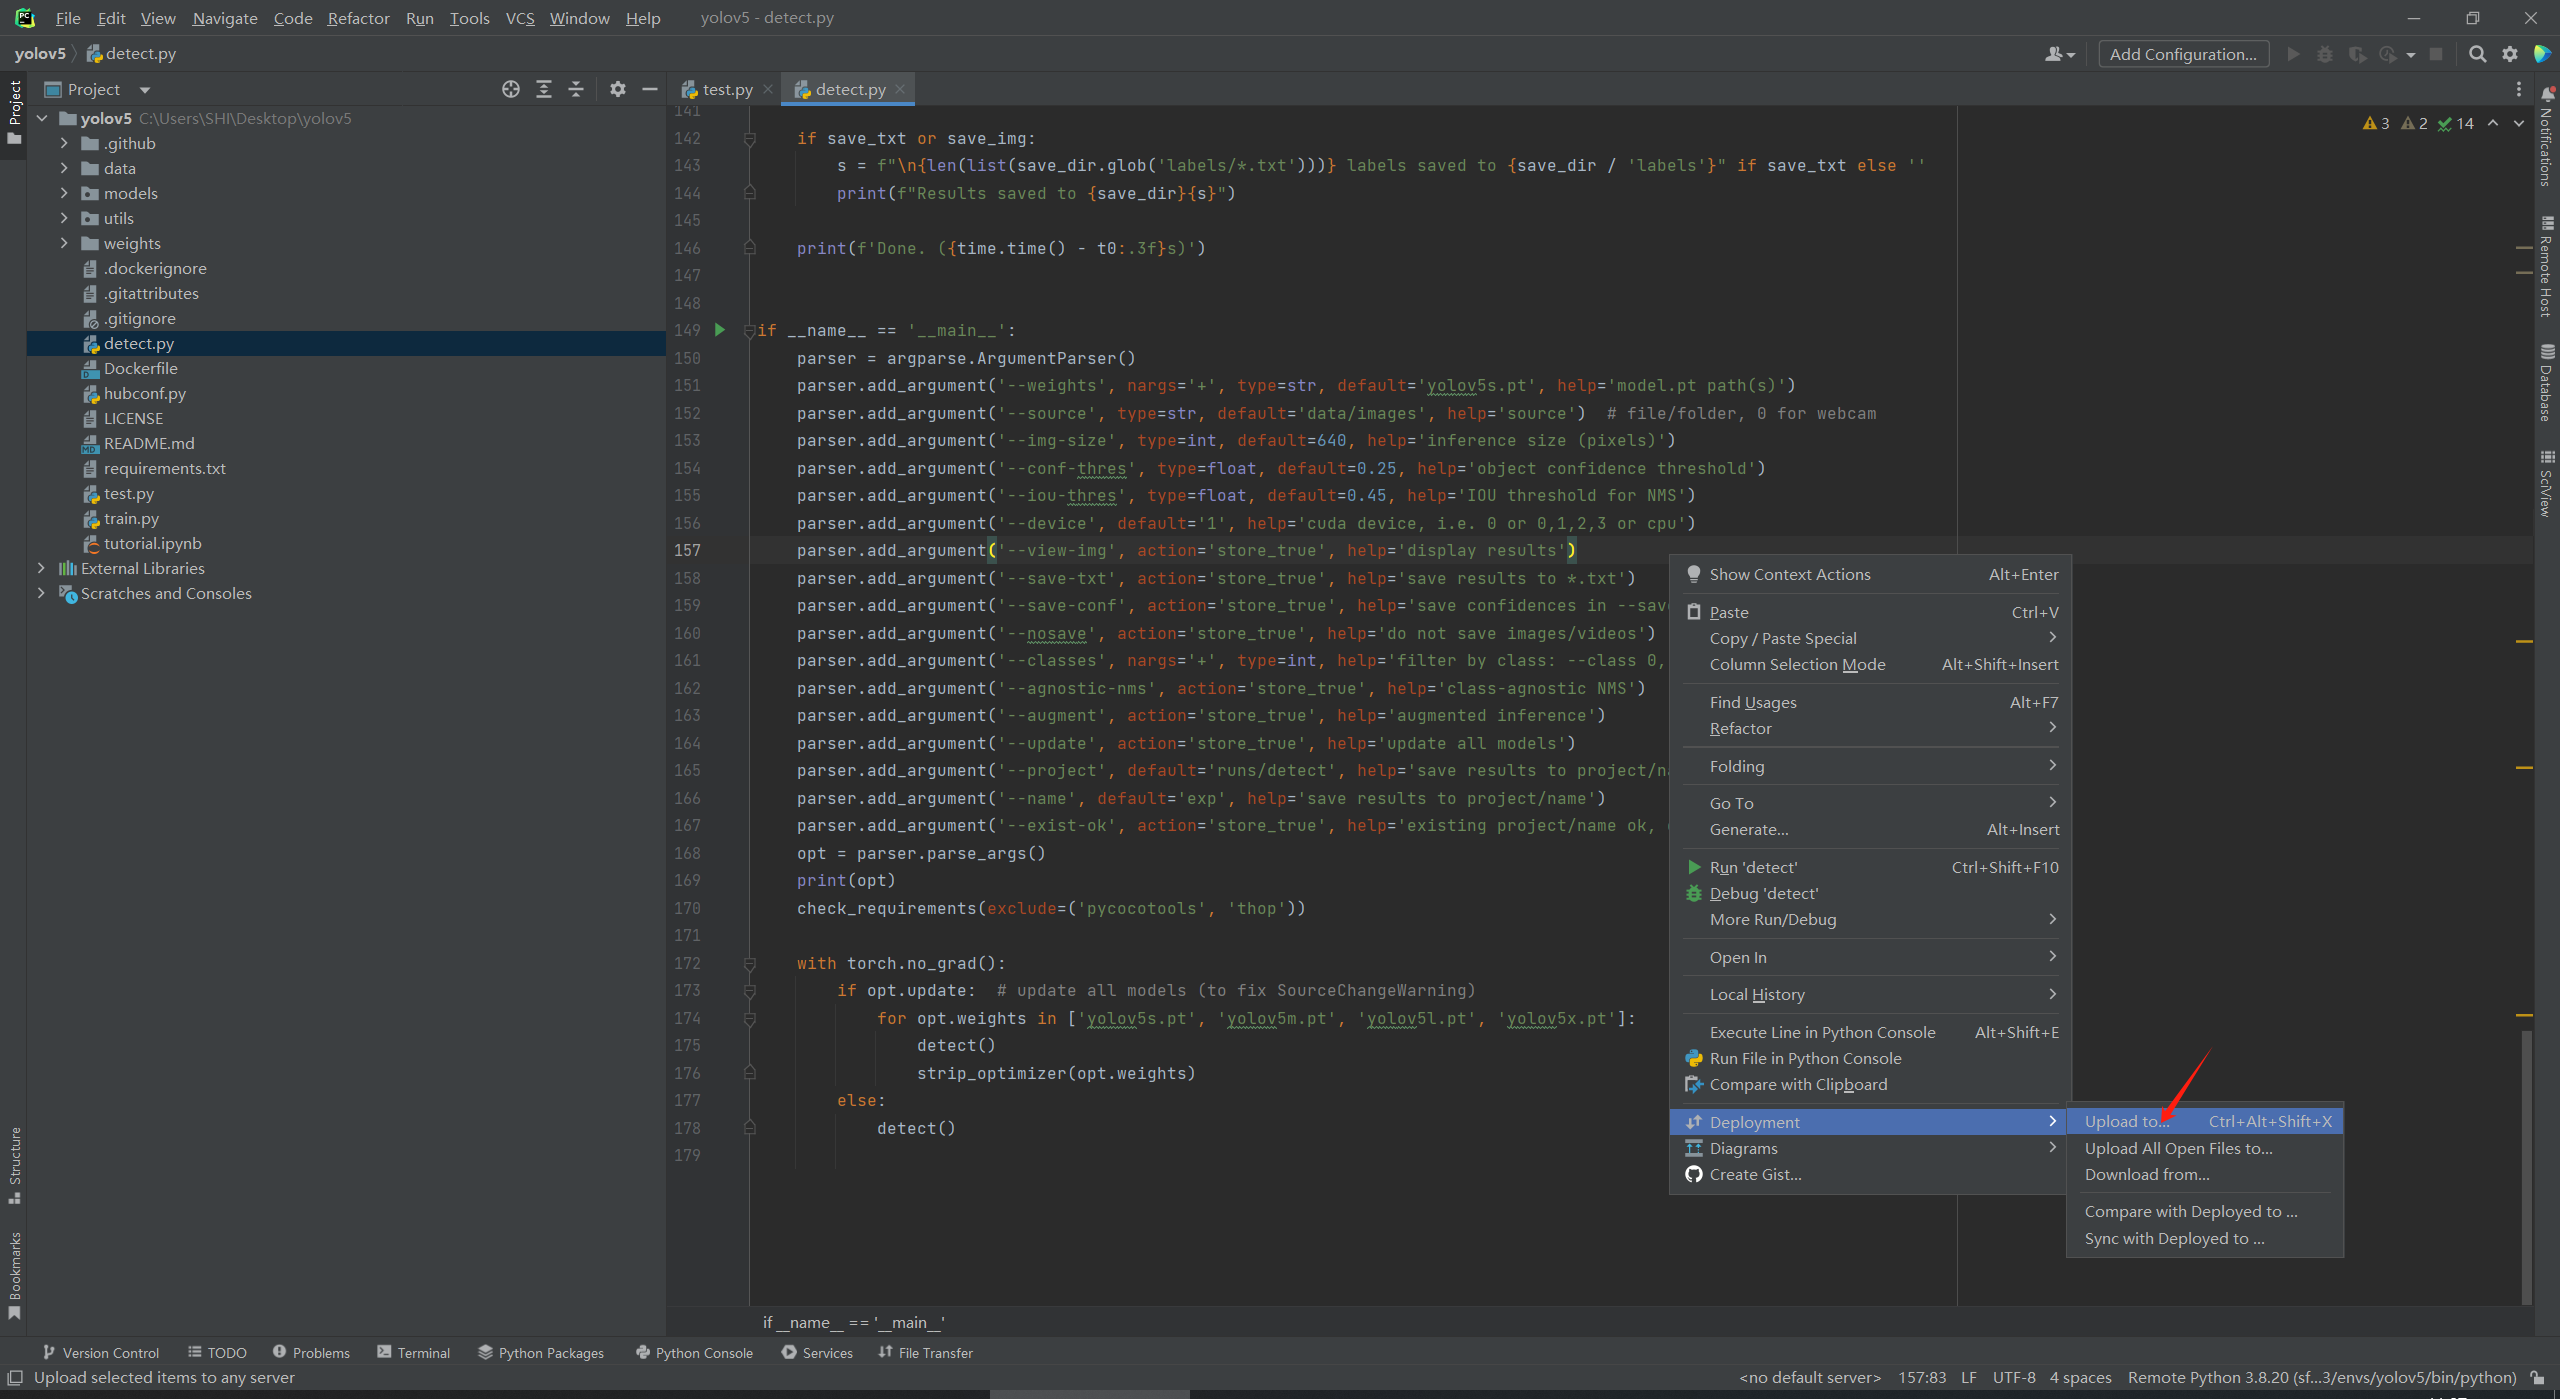 File Edit View Navigate Code Refactor Run Tools VCS Window Help yolov5 - detect.py
yolov5 detect.py
Add Configuration...
Project
yolov5 C:\Users\SHI\Desktop\yolov5
.github
data
models
utils
weights
.dockerignore
.gitattributes
.gitignore
detect.py
Dockerfile
hubconf.py
LICENSE
README.md
requirements.txt
test.py
train.py
tutorial.ipynb
External Libraries
Scratches and Consoles
Project
Structure
Bookmarks
test.py detect.py
3 2 14
141
142 if save_txt or save_img:
143 s = f"\n{len(list(save_dir.glob('labels/*.txt')))} labels saved to {save_dir / 'labels'}" if save_txt else ''
144 print(f"Results saved to {save_dir}{s}")
145
146 print(f'Done. ({time.time() - t0:.3f}s)')
147
148
149 if __name__ == '__main__':
150 parser = argparse.ArgumentParser()
151 parser.add_argument('--weights', nargs='+', type=str, default='yolov5s.pt', help='model.pt path(s)')
152 parser.add_argument('--source', type=str, default='data/images', help='source')  # file/folder, 0 for webcam
153 parser.add_argument('--img-size', type=int, default=640, help='inference size (pixels)')
154 parser.add_argument('--conf-thres', type=float, default=0.25, help='object confidence threshold')
155 parser.add_argument('--iou-thres', type=float, default=0.45, help='IOU threshold for NMS')
156 parser.add_argument('--device', default='1', help='cuda device, i.e. 0 or 0,1,2,3 or cpu')
157 parser.add_argument('--view-img', action='store_true', help='display results')
158 parser.add_argument('--save-txt', action='store_true', help='save results to *.txt')
159 parser.add_argument('--save-conf', action='store_true', help='save confidences in --sav
160 parser.add_argument('--nosave', action='store_true', help='do not save images/videos')
161 parser.add_argument('--classes', nargs='+', type=int, help='filter by class: --class 0,
162 parser.add_argument('--agnostic-nms', action='store_true', help='class-agnostic NMS')
163 parser.add_argument('--augment', action='store_true', help='augmented inference')
164 parser.add_argument('--update', action='store_true', help='update all models')
165 parser.add_argument('--project', default='runs/detect', help='save results to project/na
166 parser.add_argument('--name', default='exp', help='save results to project/name')
167 parser.add_argument('--exist-ok', action='store_true', help='existing project/name ok,
168 opt = parser.parse_args()
169 print(opt)
170 check_requirements(exclude=('pycocotools', 'thop'))
171
172 with torch.no_grad():
173 if opt.update:  # update all models (to fix SourceChangeWarning)
174 for opt.weights in ['yolov5s.pt', 'yolov5m.pt', 'yolov5l.pt', 'yolov5x.pt']:
175 detect()
176 strip_optimizer(opt.weights)
177 else:
178 detect()
179
if __name__ == '__main__'
Show Context Actions Alt+Enter
Paste Ctrl+V
Copy / Paste Special
Column Selection Mode Alt+Shift+Insert
Find Usages Alt+F7
Refactor
Folding
Go To
Generate... Alt+Insert
Run 'detect' Ctrl+Shift+F10
Debug 'detect'
More Run/Debug
Open In
Local History
Execute Line in Python Console Alt+Shift+E
Run File in Python Console
Compare with Clipboard
Deployment
Diagrams
Create Gist...
Upload to... Ctrl+Alt+Shift+X
Upload All Open Files to...
Download from...
Compare with Deployed to ...
Sync with Deployed to ...
Notifications
Remote Host
Database
SciView
Version Control TODO Problems Terminal Python Packages Python Console Services File Transfer
Upload selected items to any server <no default server> 157:83 LF UTF-8 4 spaces Remote Python 3.8.20 (sf...3/envs/yolov5/bin/python)